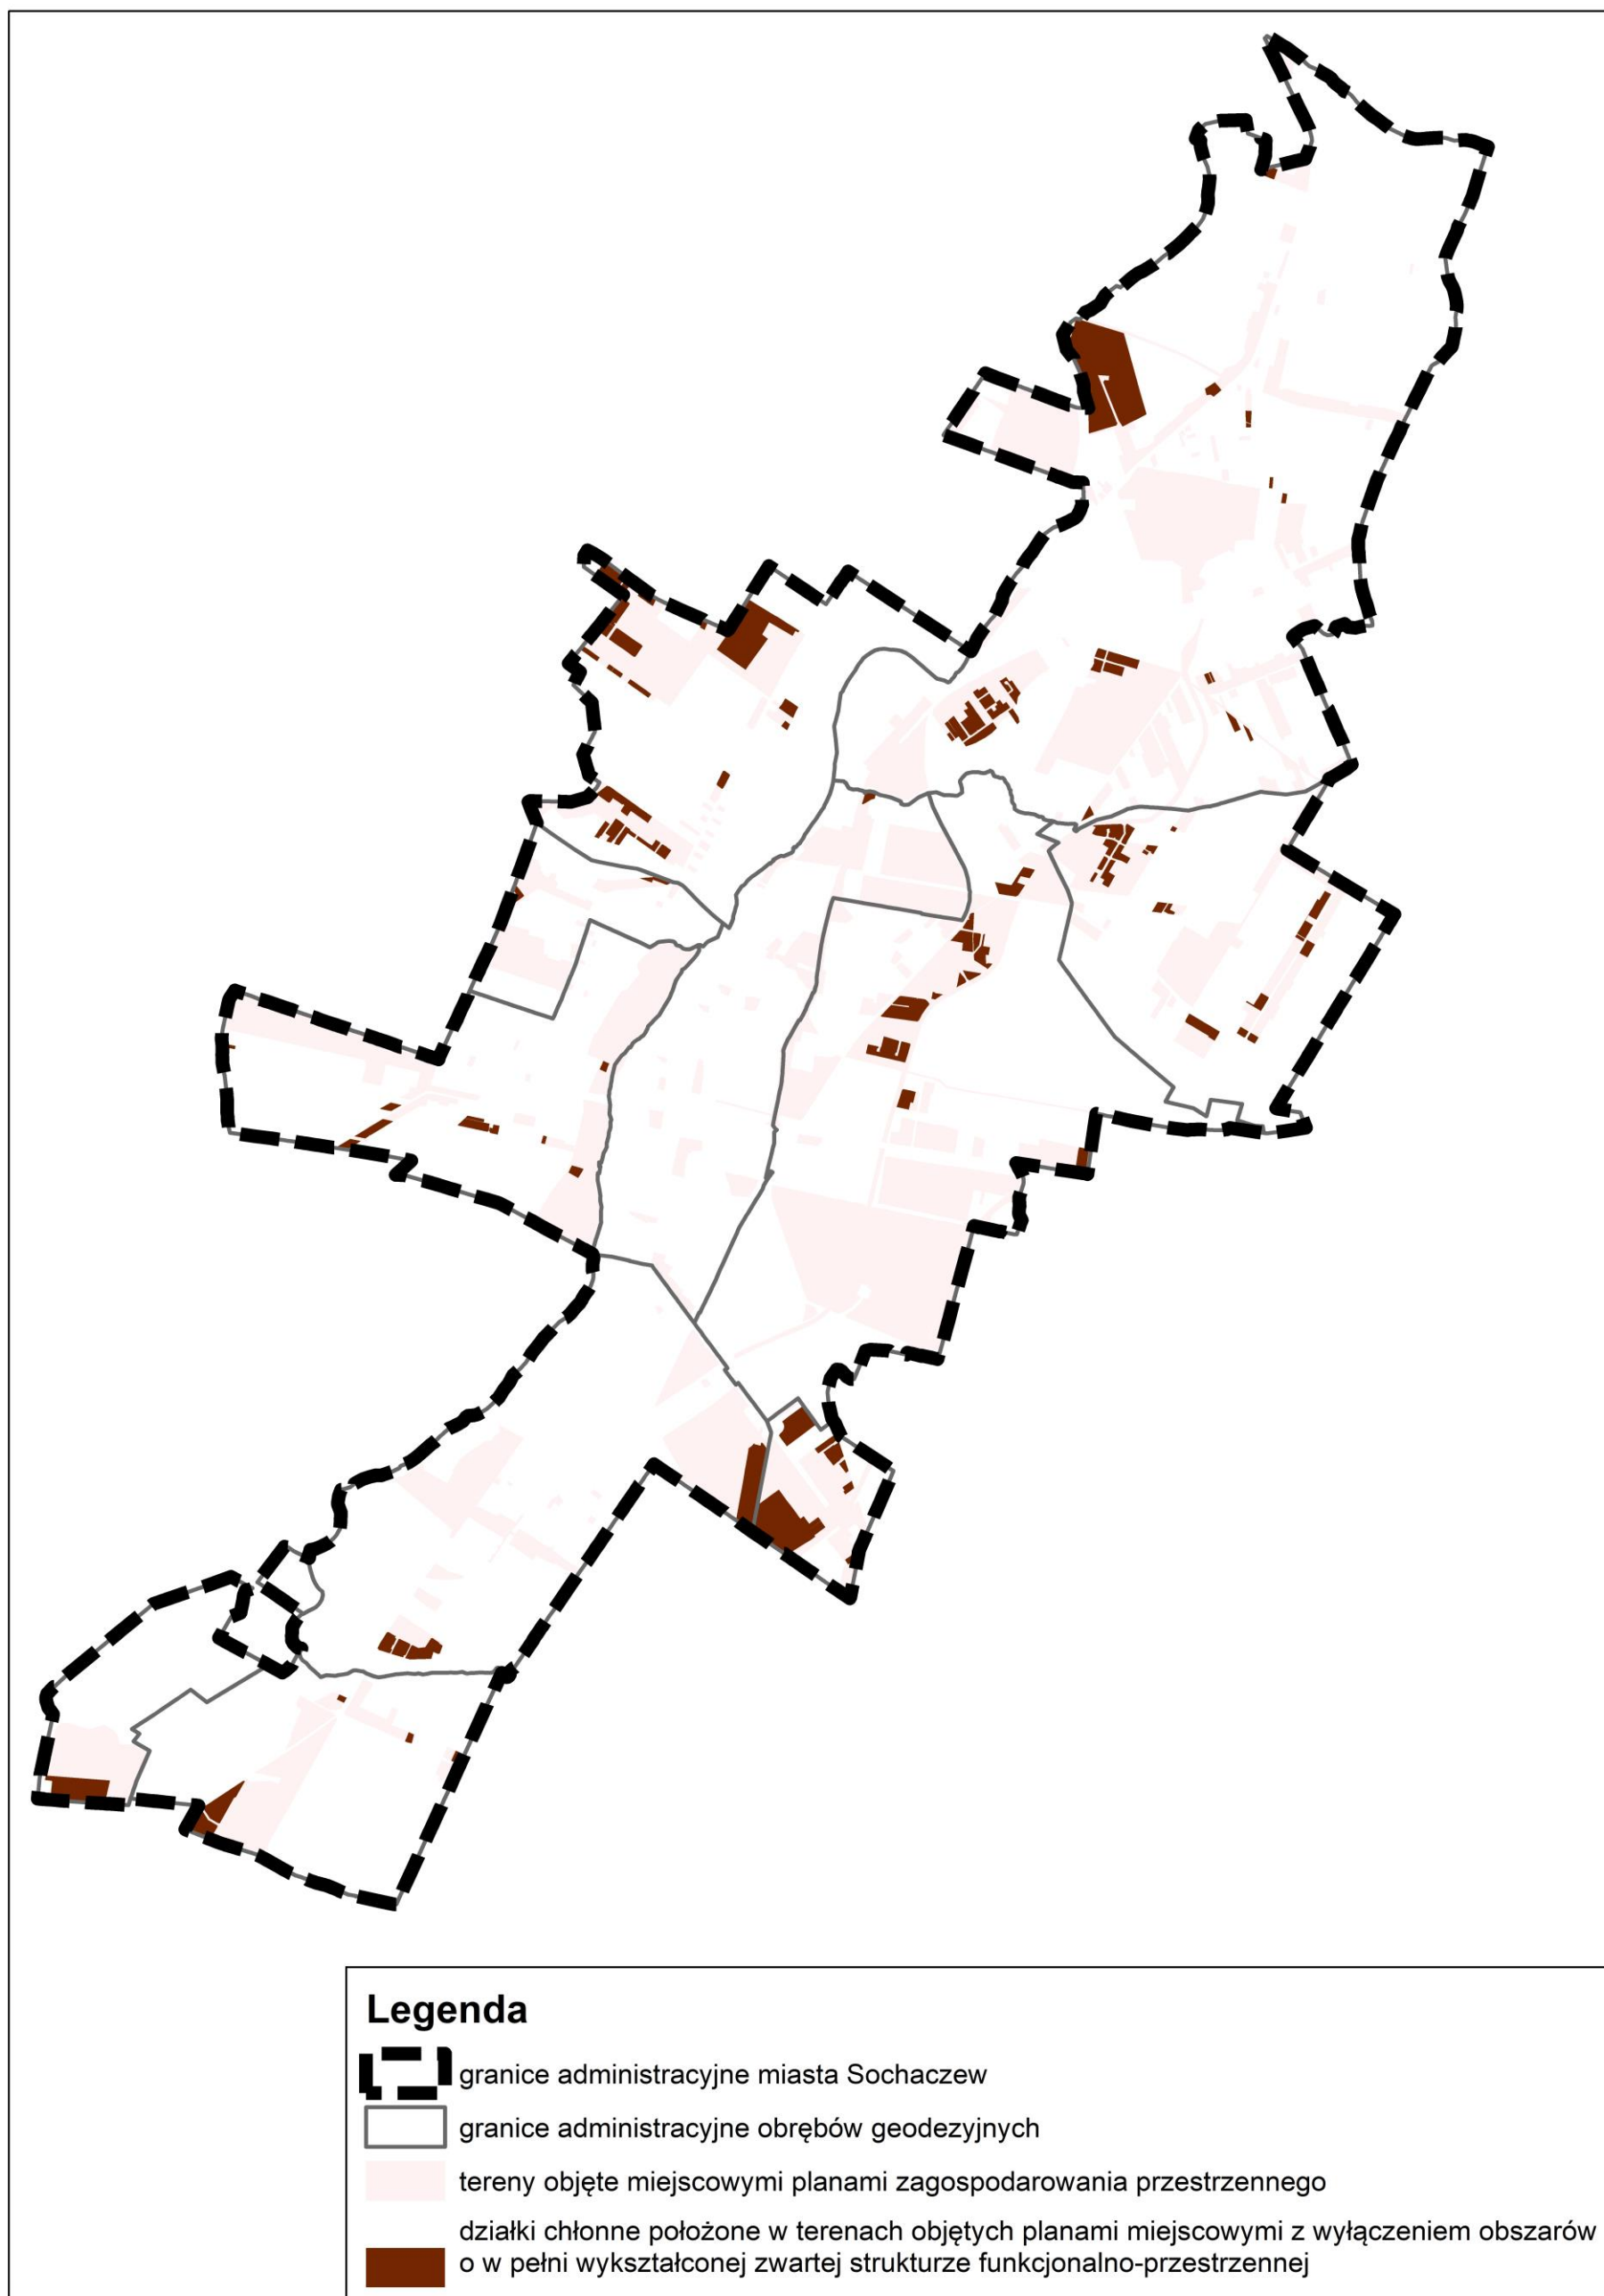 Legenda
granice administracyjne miasta Sochaczew
granice administracyjne obrębów geodezyjnych
tereny objęte miejscowymi planami zagospodarowania przestrzennego
działki chłonne położone w terenach objętych planami miejscowymi z wyłączeniem obszarów
o w pełni wykształconej zwartej strukturze funkcjonalno-przestrzennej